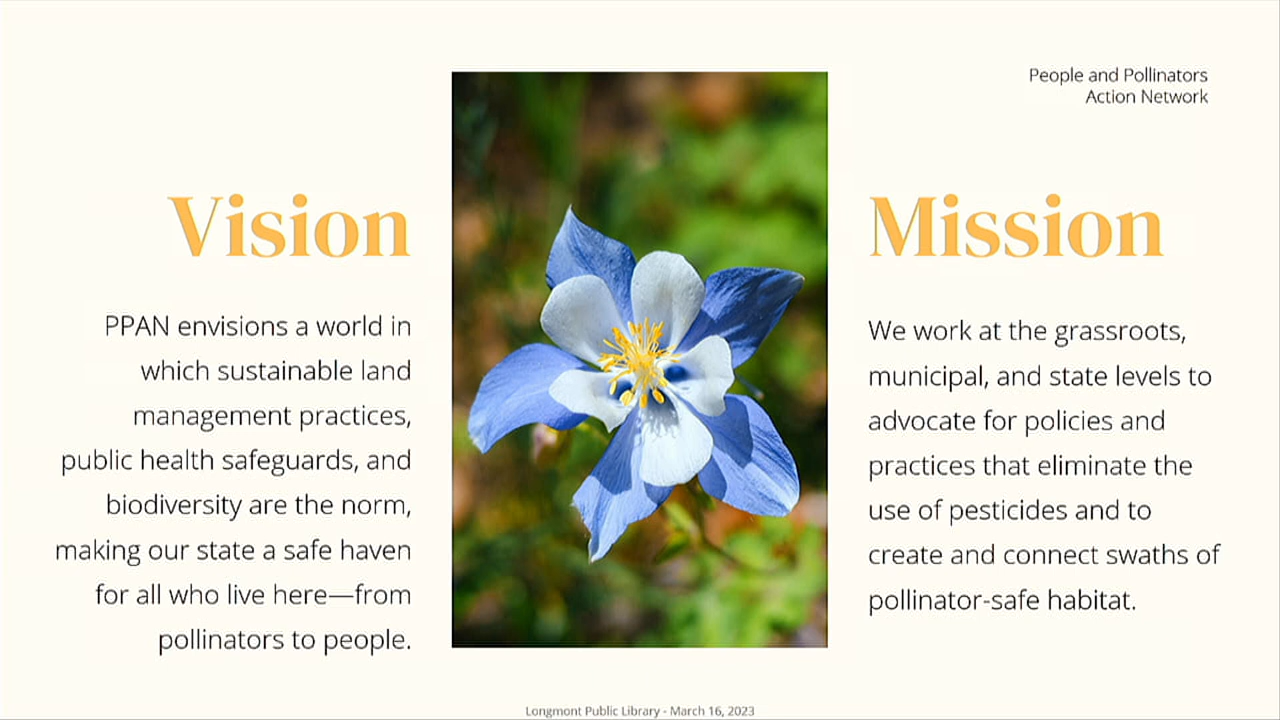 People and Pollinators
Action Network
Vision
PPAN envisions a world in
which sustainable land
management practices,
public health safeguards, and
biodiversity are the norm,
making our state a safe haven
for all who live here—from
pollinators to people.
Mission
We work at the grassroots,
municipal, and state levels to
advocate for policies and
practices that eliminate the
use of pesticides and to
create and connect swaths of
pollinator-safe habitat.
Longmont Public Library - March 16, 2023